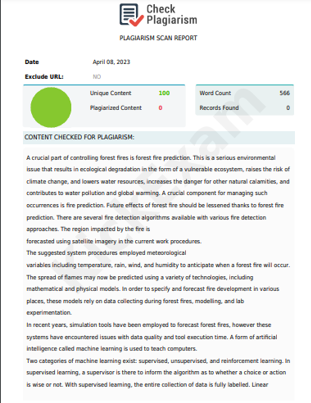 Check
Plagiarism
PLAGIARISM SCAN REPORT
Date April 08, 2023
Exclude URL: NO
Unique Content 100 Word Count 566
Plagiarized Content 0 Records Found 0
CONTENT CHECKED FOR PLAGIARISM:
A crucial part of controlling forest fires is forest fire prediction. This is a serious environmental
issue that results in ecological degradation in the form of a vulnerable ecosystem, raises the risk of
climate change, and lowers water resources, increases the danger for other natural calamities, and
contributes to water pollution and global warming. A crucial component for managing such
occurrences is fire prediction. Future effects of forest fire should be lessened thanks to forest fire
prediction. There are several fire detection algorithms available with various fire detection
approaches. The region impacted by the fire is
forecasted using satellite imagery in the current work procedures.
The suggested system procedures employed meteorological
variables including temperature, rain, wind, and humidity to anticipate when a forest fire will occur.
The spread of flames may now be predicted using a variety of technologies, including
mathematical and physical models. In order to specify and forecast fire development in various
places, these models rely on data collecting during forest fires, modelling, and lab
experimentation.
In recent years, simulation tools have been employed to forecast forest fires, however these
systems have encountered issues with data quality and tool execution time. A form of artificial
intelligence called machine learning is used to teach computers.
Two categories of machine learning exist: supervised, unsupervised, and reinforcement learning. In
supervised learning, a supervisor is there to inform the algorithm as to whether a choice or action
is wise or not. With supervised learning, the entire collection of data is fully labelled. Linear